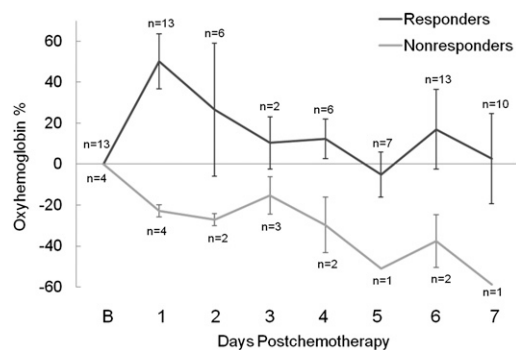 Responders
Nonresponders
Oxyhemoglobin %
60
40
20
0
-20
-40
-60
n=13
n=13
n=6
n=2
n=6
n=7
n=13
n=10
n=4
n=4
n=2
n=3
n=2
n=1
n=2
n=1
B 1 2 3 4 5 6 7
Days Postchemotherapy